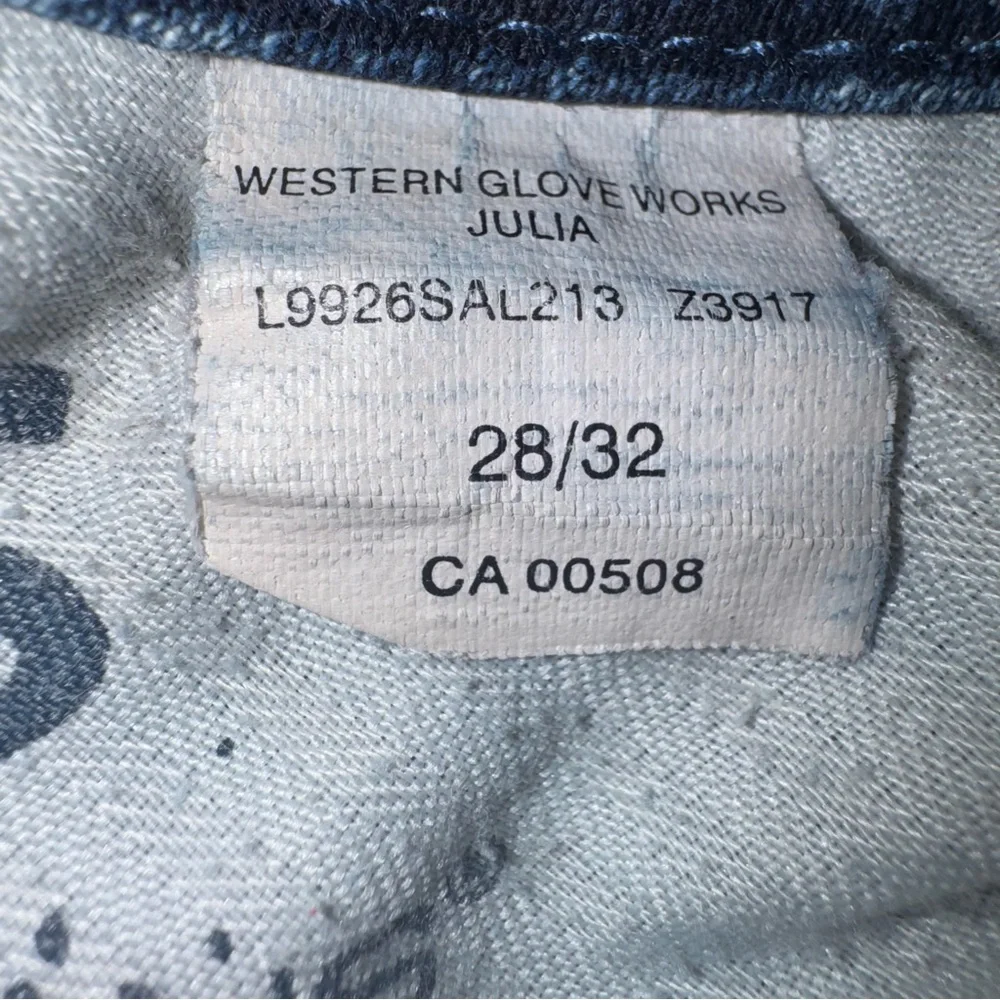 WESTERN GLOVE WORKS
JULIA
L9926SAL213 Z3917
28/32
CA 00508